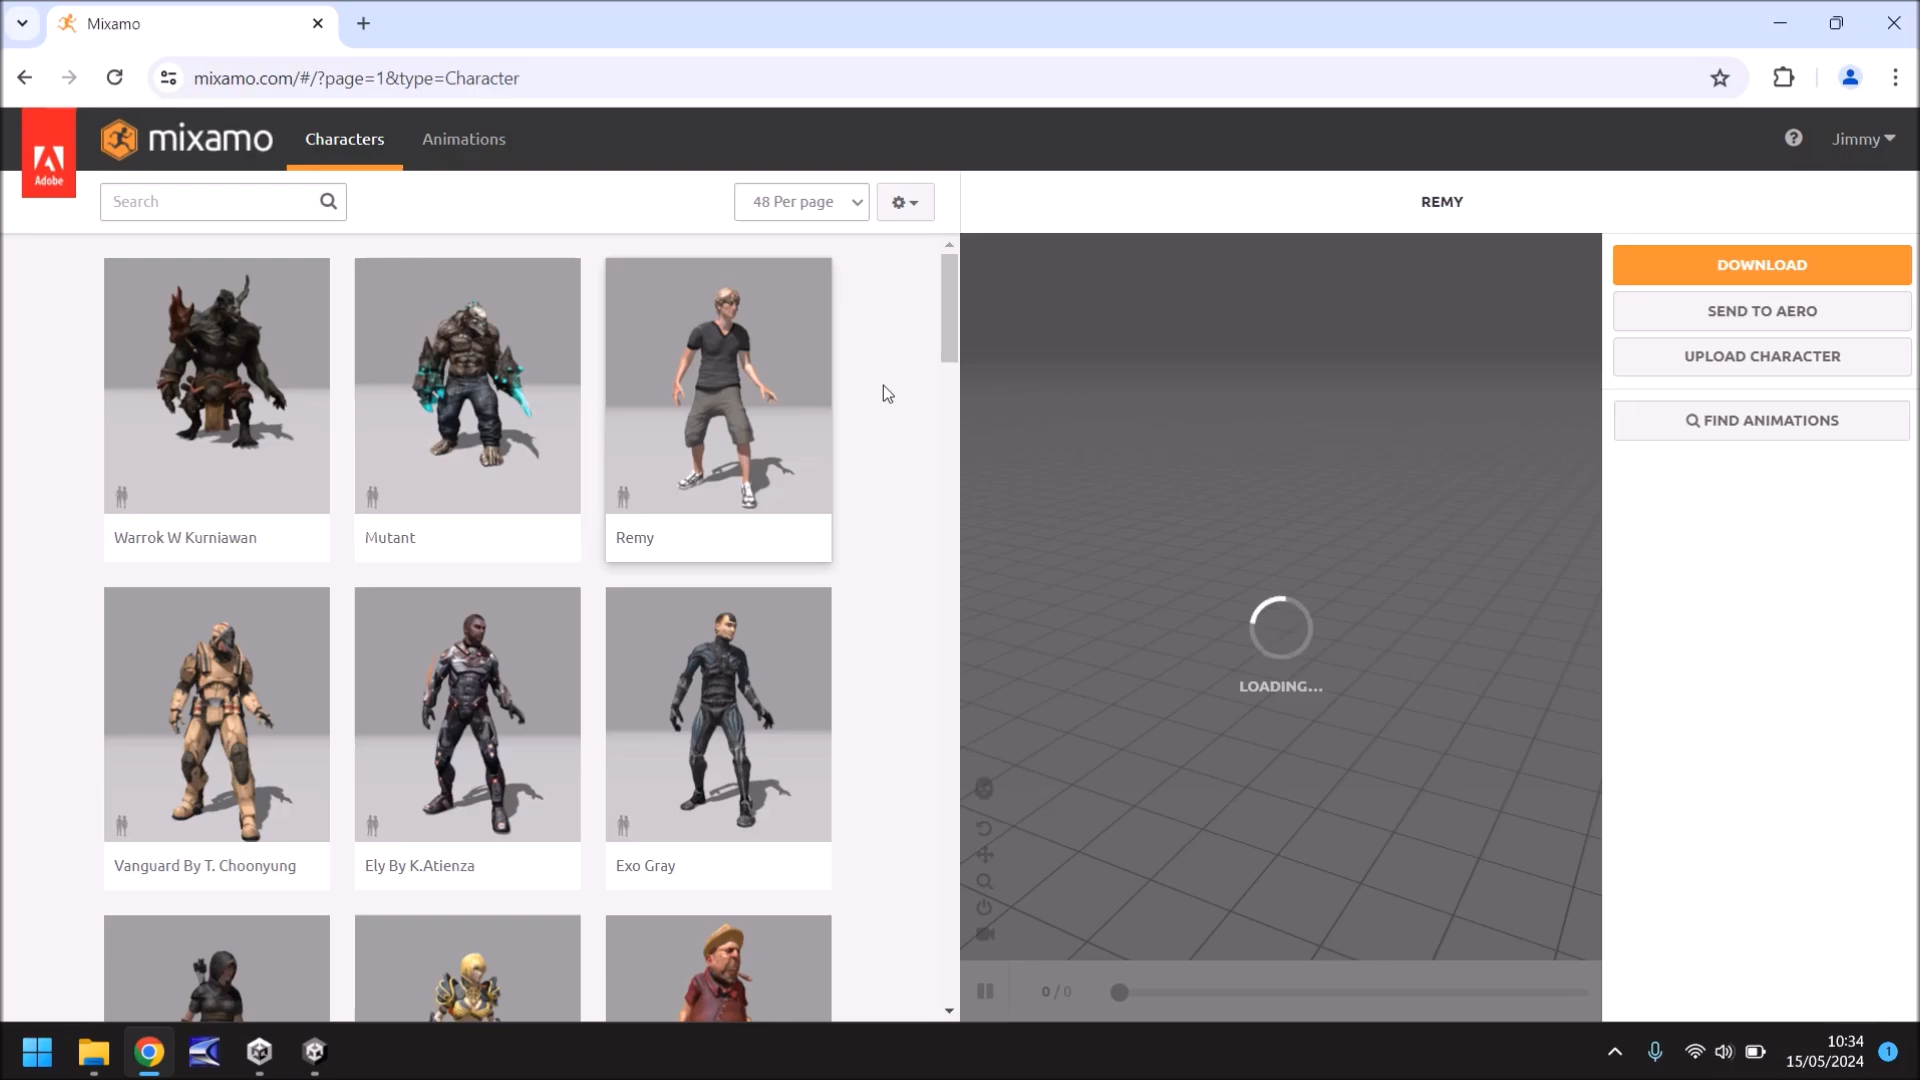 Mixamo
mixamo.com/#/?page=1&type=Character
Adobe
mixamo
Characters
Animations
Jimmy
Search
48 Per page
REMY
DOWNLOAD
SEND TO AERO
UPLOAD CHARACTER
FIND ANIMATIONS
Warrok W Kurniawan
Mutant
Remy
LOADING...
Vanguard By T. Choonyung
Ely By K.Atienza
Exo Gray
0 / 0
10:34
15/05/2024
1